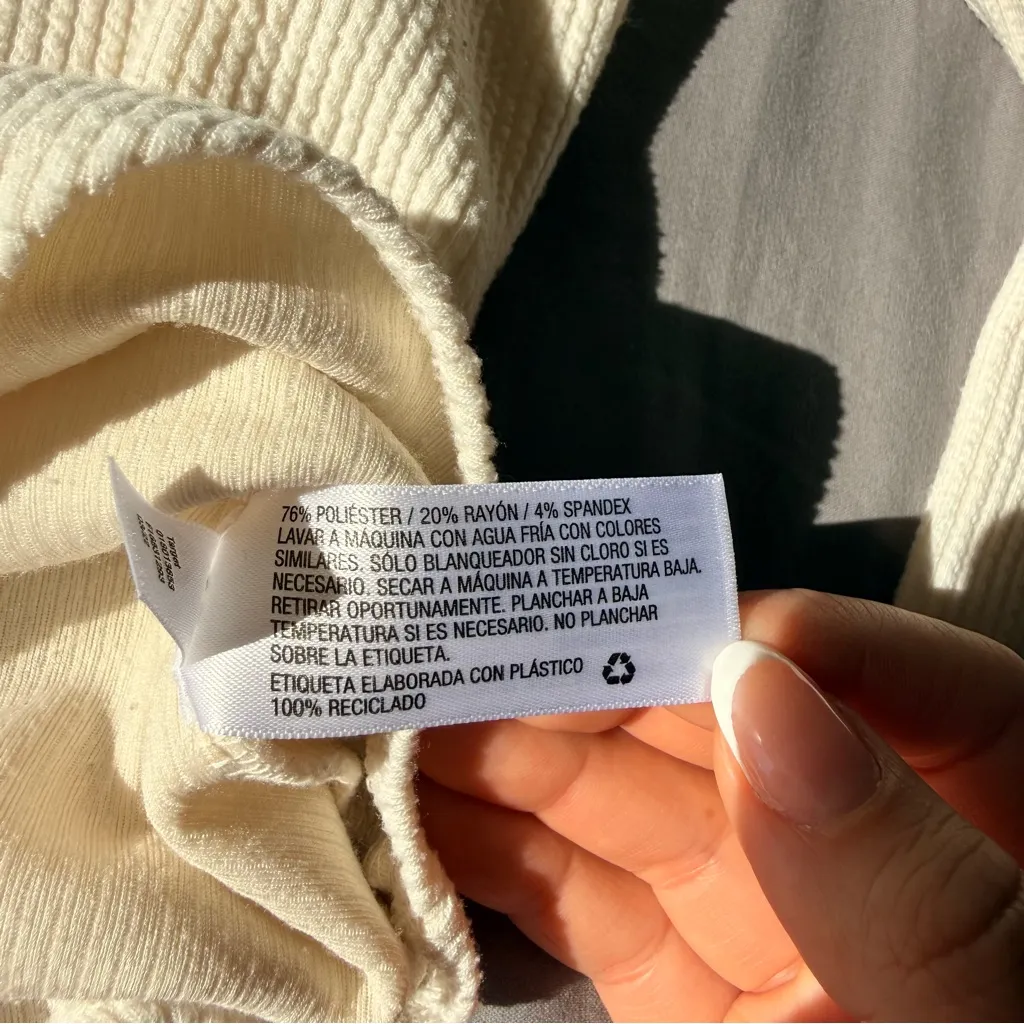 76% POLIÉSTER / 20% RAYÓN / 4% SPANDEX
LAVAR A MÁQUINA CON AGUA FRÍA CON COLORES
SIMILARES. SÓLO BLANQUEADOR SIN CLORO SI ES
NECESARIO. SECAR A MÁQUINA A TEMPERATURA BAJA.
RETIRAR OPORTUNAMENTE. PLANCHAR A BAJA
TEMPERATURA SI ES NECESARIO. NO PLANCHAR
SOBRE LA ETIQUETA.
ETIQUETA ELABORADA CON PLÁSTICO
100% RECICLADO
Target